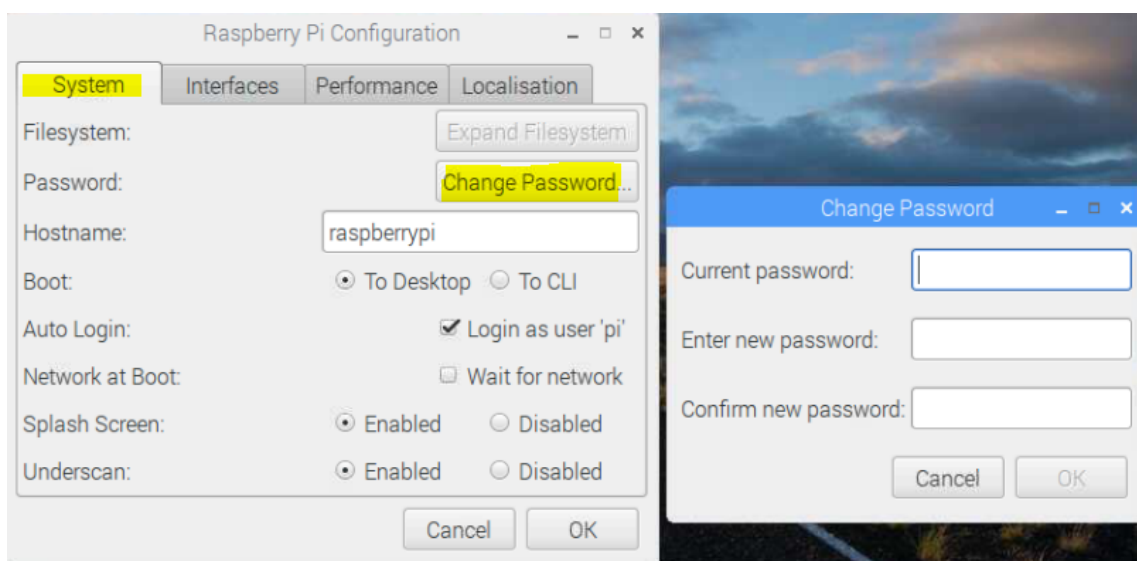 Raspberry Pi Configuration
System Interfaces Performance Localisation
Filesystem: Expand Filesystem
Password: Change Password...
Hostname: raspberrypi
Boot: To Desktop To CLI
Auto Login: Login as user 'pi'
Network at Boot: Wait for network
Splash Screen: Enabled Disabled
Underscan: Enabled Disabled
Cancel OK
Change Password
Current password:
Enter new password:
Confirm new password:
Cancel OK